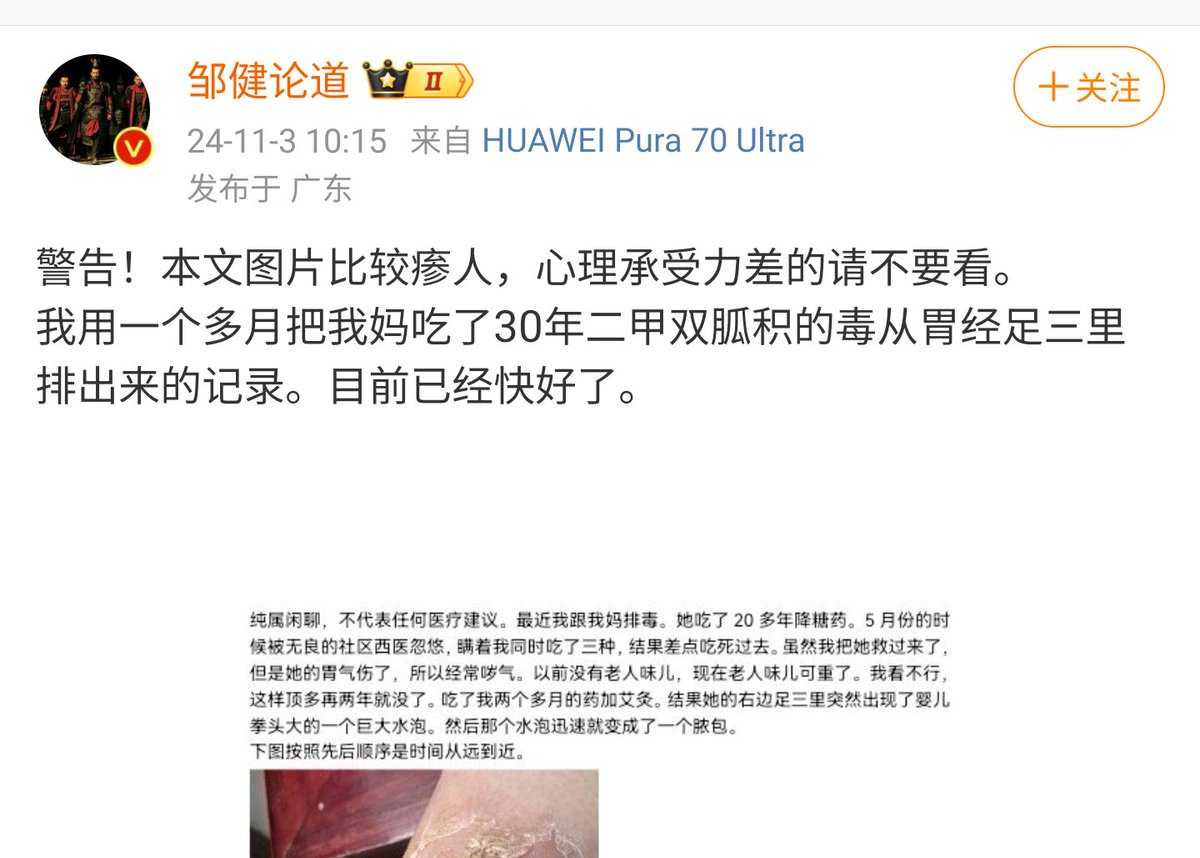 邹健论道 II
+关注
24-11-3 10:15 来自 HUAWEI Pura 70 Ultra
发布于 广东
警告！本文图片比较瘆人，心理承受力差的请不要看。
我用一个多月把我妈吃了30年二甲双胍积的毒从胃经足三里
排出来的记录。目前已经快好了。
纯属闲聊，不代表任何医疗建议。最近我跟我妈排毒。她吃了 20 多年降糖药。5 月份的时
候被无良的社区西医忽悠，瞒着我同时吃了三种，结果差点吃死过去。虽然我把她救过来了，
但是她的胃气伤了，所以经常哕气。以前没有老人味儿，现在老人味儿可重了。我看不行，
这样顶多再两年就没了。吃了我两个多月的药加艾灸。结果她的右边足三里突然出现了婴儿
拳头大的一个巨大水泡。然后那个水泡迅速就变成了一个脓包。
下图按照先后顺序是时间从远到近。